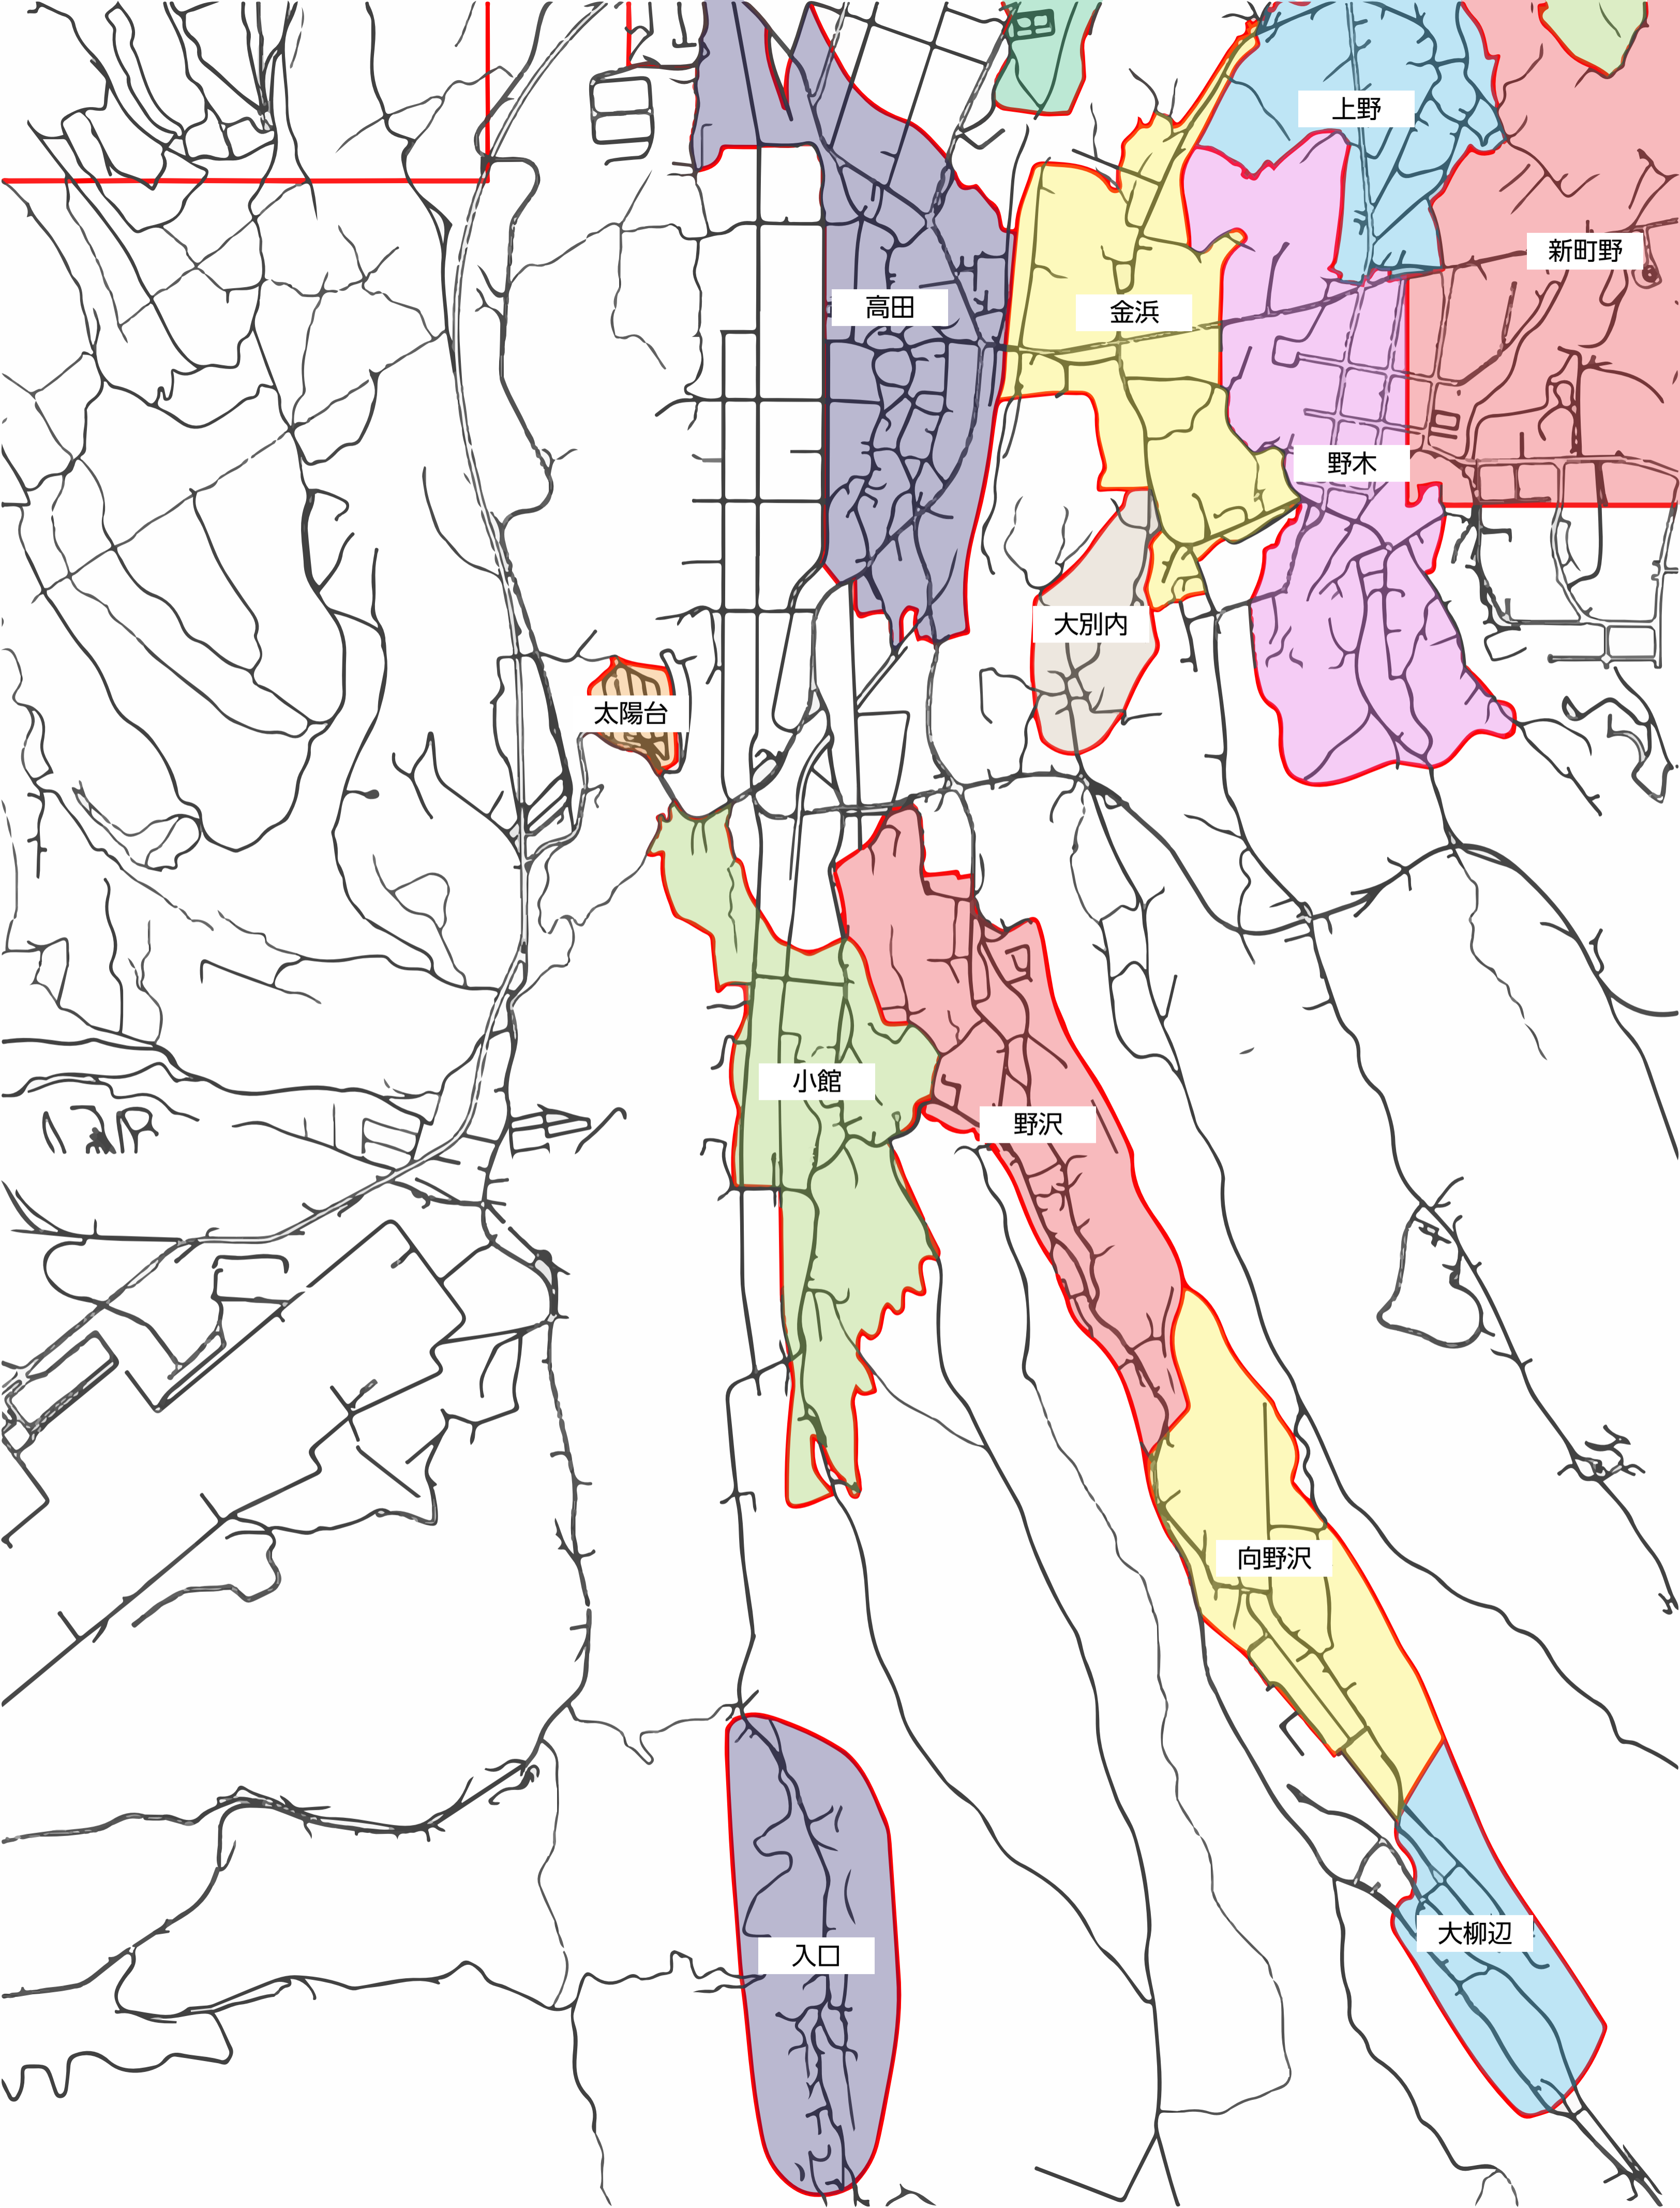 上野
新町野
高田
金浜
野木
大別内
太陽台
小館
野沢
向野沢
大柳辺
入口